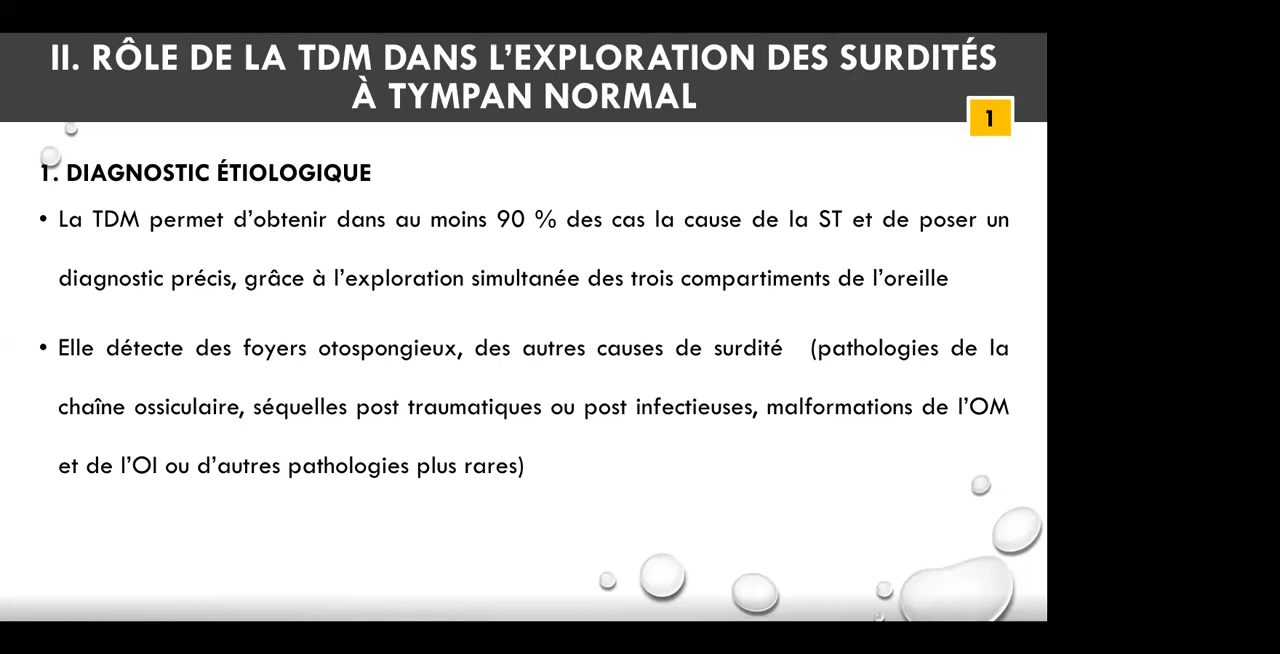 II. RÔLE DE LA TDM DANS L’EXPLORATION DES SURDITÉS
À TYMPAN NORMAL
1
1. DIAGNOSTIC ÉTIOLOGIQUE
• La TDM permet d’obtenir dans au moins 90 % des cas la cause de la ST et de poser un
diagnostic précis, grâce à l’exploration simultanée des trois compartiments de l’oreille
• Elle détecte des foyers otospongieux, des autres causes de surdité (pathologies de la
chaîne ossiculaire, séquelles post traumatiques ou post infectieuses, malformations de l’OM
et de l’OI ou d’autres pathologies plus rares)